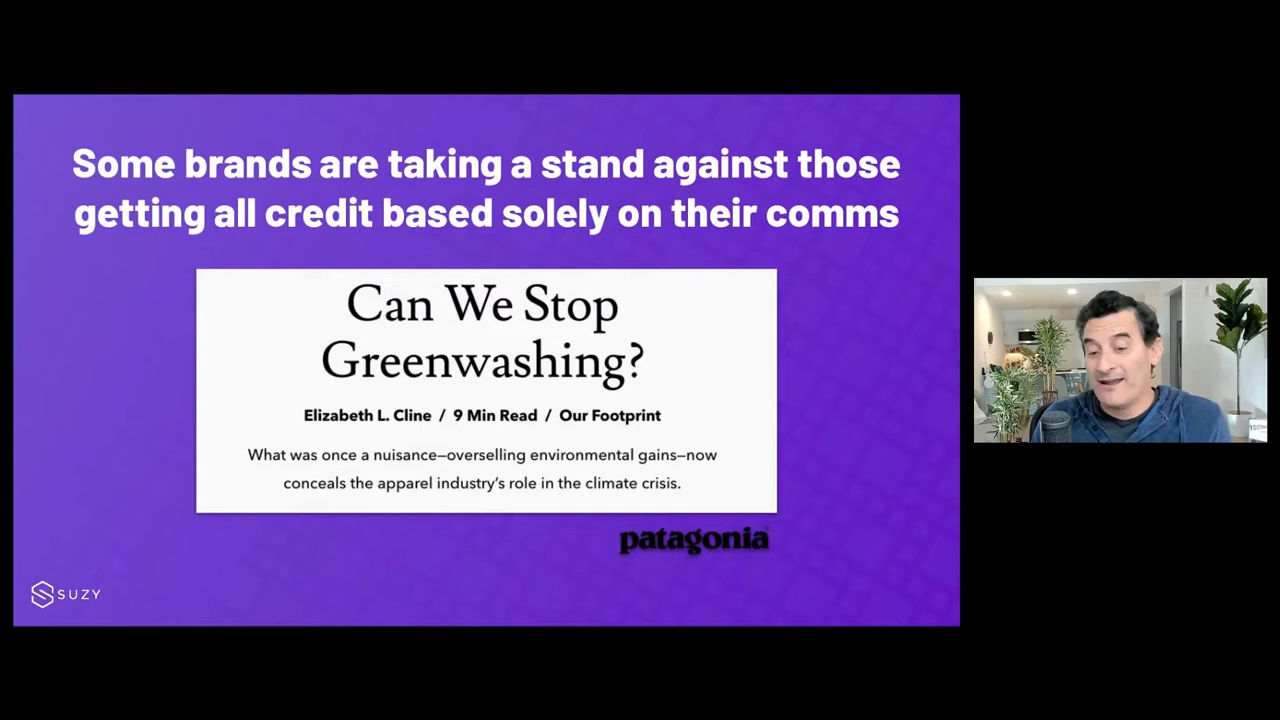 Some brands are taking a stand against those
getting all credit based solely on their comms
Can We Stop
Greenwashing?
Elizabeth L. Cline / 9 Min Read / Our Footprint
What was once a nuisance—overselling environmental gains—now
conceals the apparel industry's role in the climate crisis.
patagonia
SUZY